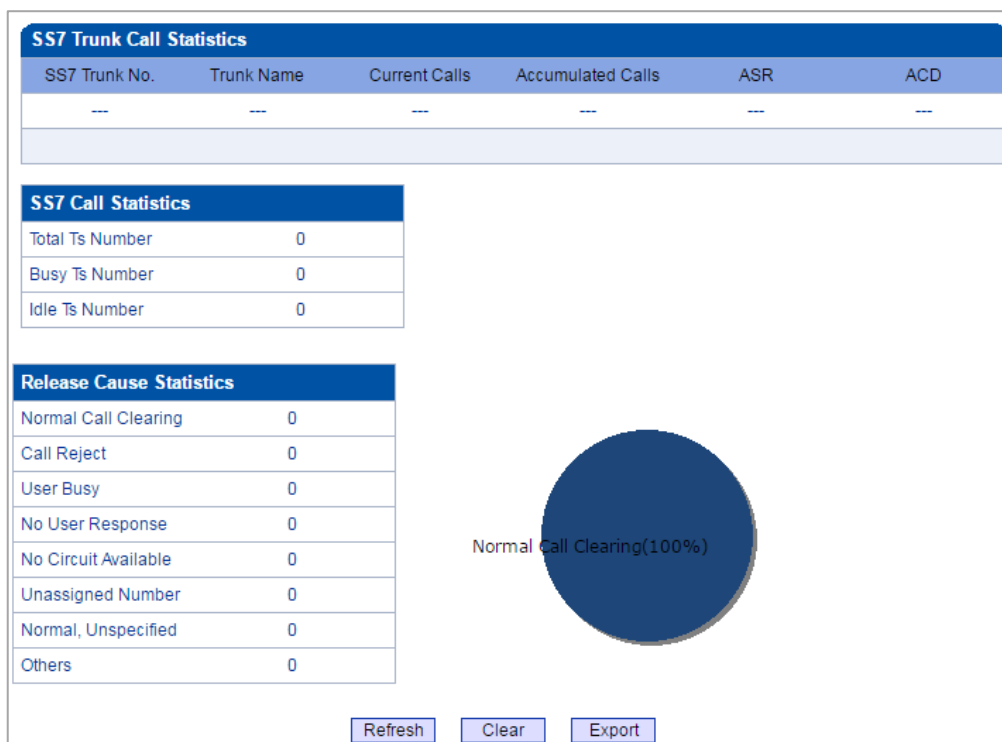 SS7 Trunk Call Statistics
SS7 Trunk No. Trunk Name Current Calls Accumulated Calls ASR ACD
--- --- --- --- --- ---
SS7 Call Statistics
Total Ts Number 0
Busy Ts Number 0
Idle Ts Number 0
Release Cause Statistics
Normal Call Clearing 0
Call Reject 0
User Busy 0
No User Response 0
No Circuit Available 0
Unassigned Number 0
Normal, Unspecified 0
Others 0
Normal Call Clearing(100%)
Refresh Clear Export